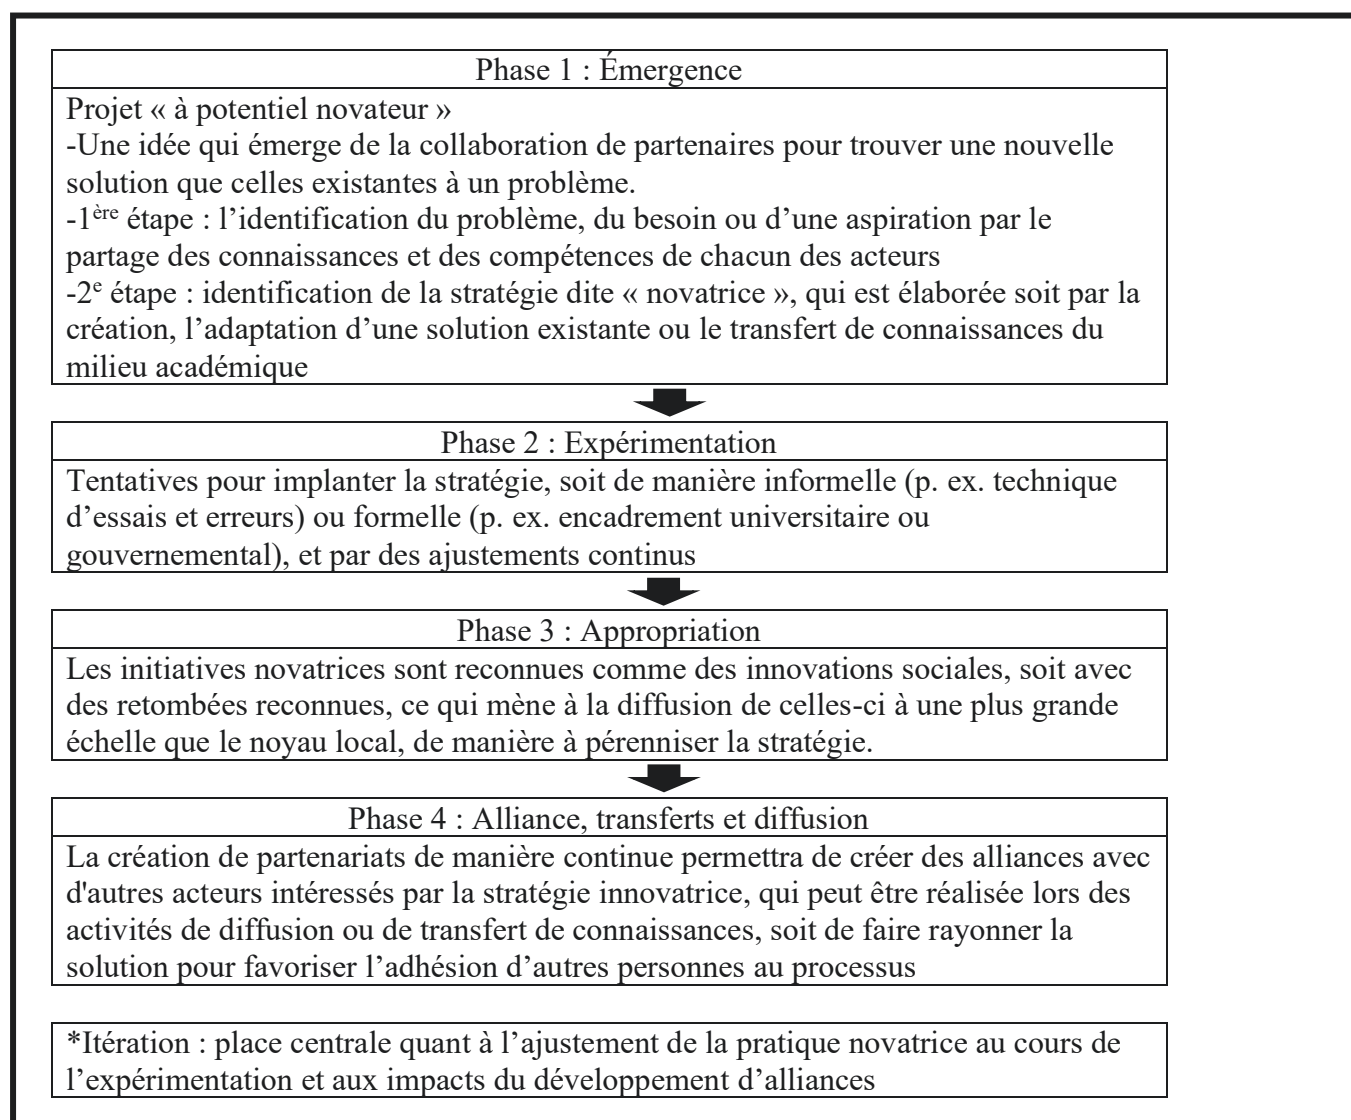 Phase 1 : Émergence
Projet « à potentiel novateur »
-Une idée qui émerge de la collaboration de partenaires pour trouver une nouvelle
solution que celles existantes à un problème.
-1ère étape : l’identification du problème, du besoin ou d’une aspiration par le
partage des connaissances et des compétences de chacun des acteurs
-2e étape : identification de la stratégie dite « novatrice », qui est élaborée soit par la
création, l’adaptation d’une solution existante ou le transfert de connaissances du
milieu académique
Phase 2 : Expérimentation
Tentatives pour implanter la stratégie, soit de manière informelle (p. ex. technique
d’essais et erreurs) ou formelle (p. ex. encadrement universitaire ou
gouvernemental), et par des ajustements continus
Phase 3 : Appropriation
Les initiatives novatrices sont reconnues comme des innovations sociales, soit avec
des retombées reconnues, ce qui mène à la diffusion de celles-ci à une plus grande
échelle que le noyau local, de manière à pérenniser la stratégie.
Phase 4 : Alliance, transferts et diffusion
La création de partenariats de manière continue permettra de créer des alliances avec
d'autres acteurs intéressés par la stratégie innovatrice, qui peut être réalisée lors des
activités de diffusion ou de transfert de connaissances, soit de faire rayonner la
solution pour favoriser l’adhésion d’autres personnes au processus
*Itération : place centrale quant à l’ajustement de la pratique novatrice au cours de
l’expérimentation et aux impacts du développement d’alliances